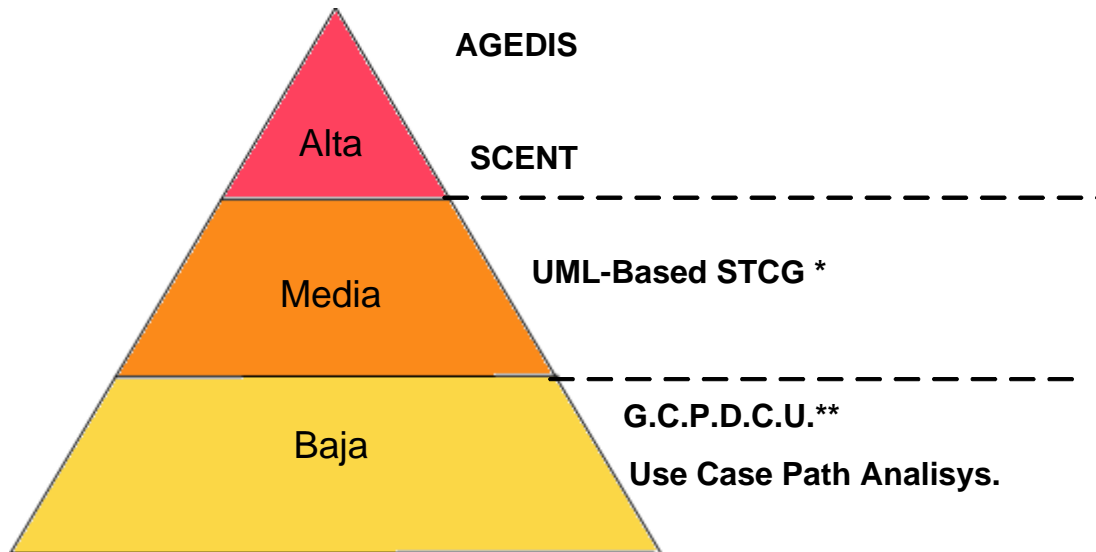 AGEDIS
Alta
SCENT
UML-Based STCG *
Media
G.C.P.D.C.U.**
Baja
Use Case Path Analisys.